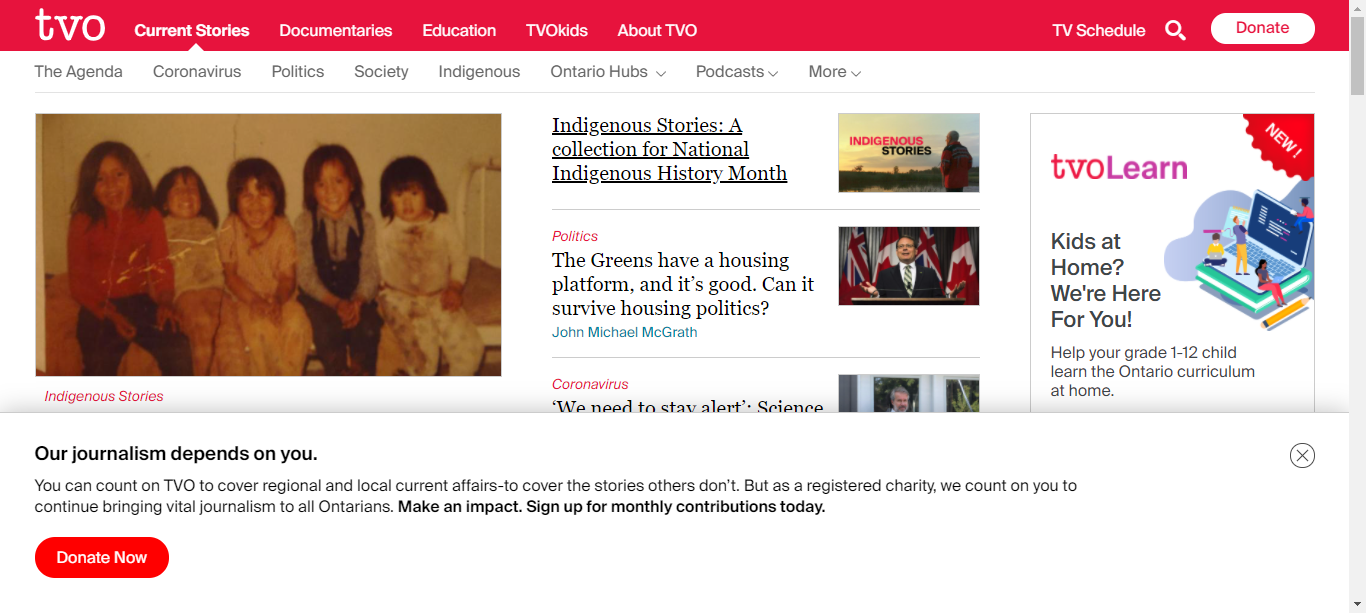 tvo
Current Stories
Documentaries
Education
TVOkids
About TVO
TV Schedule
Donate
The Agenda
Coronavirus
Politics
Society
Indigenous
Ontario Hubs
Podcasts
More
Indigenous Stories
Indigenous Stories: A
collection for National
Indigenous History Month
INDIGENOUS
STORIES
Politics
The Greens have a housing
platform, and it’s good. Can it
survive housing politics?
John Michael McGrath
Coronavirus
‘We need to stay alert’: Science
NEW!
tvoLearn
Kids at
Home?
We're Here
For You!
Help your grade 1-12 child
learn the Ontario curriculum
at home.
Our journalism depends on you.
You can count on TVO to cover regional and local current affairs-to cover the stories others don’t. But as a registered charity, we count on you to
continue bringing vital journalism to all Ontarians. Make an impact. Sign up for monthly contributions today.
Donate Now